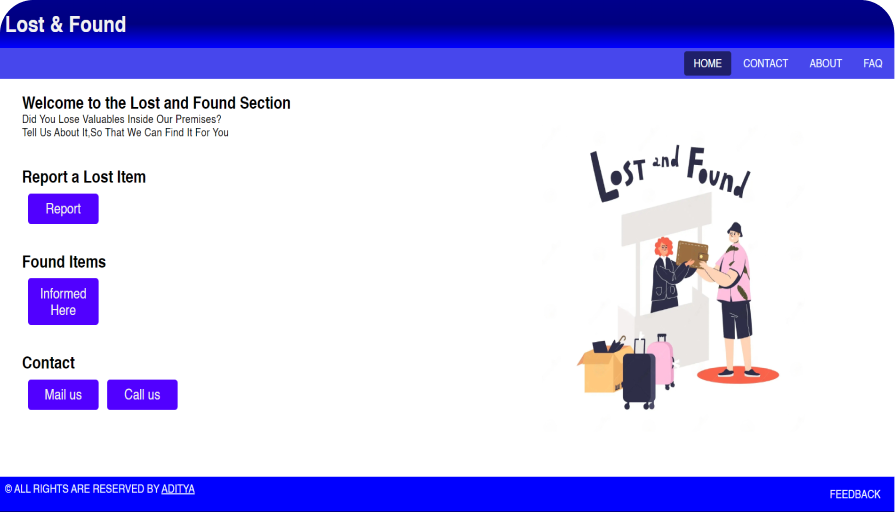 Lost & Found
HOME CONTACT ABOUT FAQ
Welcome to the Lost and Found Section
Did You Lose Valuables Inside Our Premises?
Tell Us About It,So That We Can Find It For You
Lost and Found
Report a Lost Item
Report
Found Items
Informed
Here
Contact
Mail us Call us
© ALL RIGHTS ARE RESERVED BY ADITYA
FEEDBACK